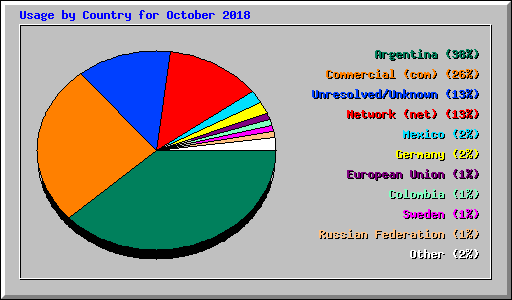 Usage by Country for October 2018
Argentina (38%)
Commercial (com) (26%)
Unresolved/Unknown (13%)
Network (net) (13%)
Mexico (2%)
Germany (2%)
European Union (1%)
Colombia (1%)
Sweden (1%)
Russian Federation (1%)
Other (2%)